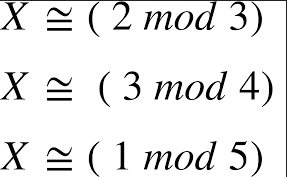 X ≅ ( 2 mod 3)
X ≅ ( 3 mod 4)
X ≅ ( 1 mod 5)